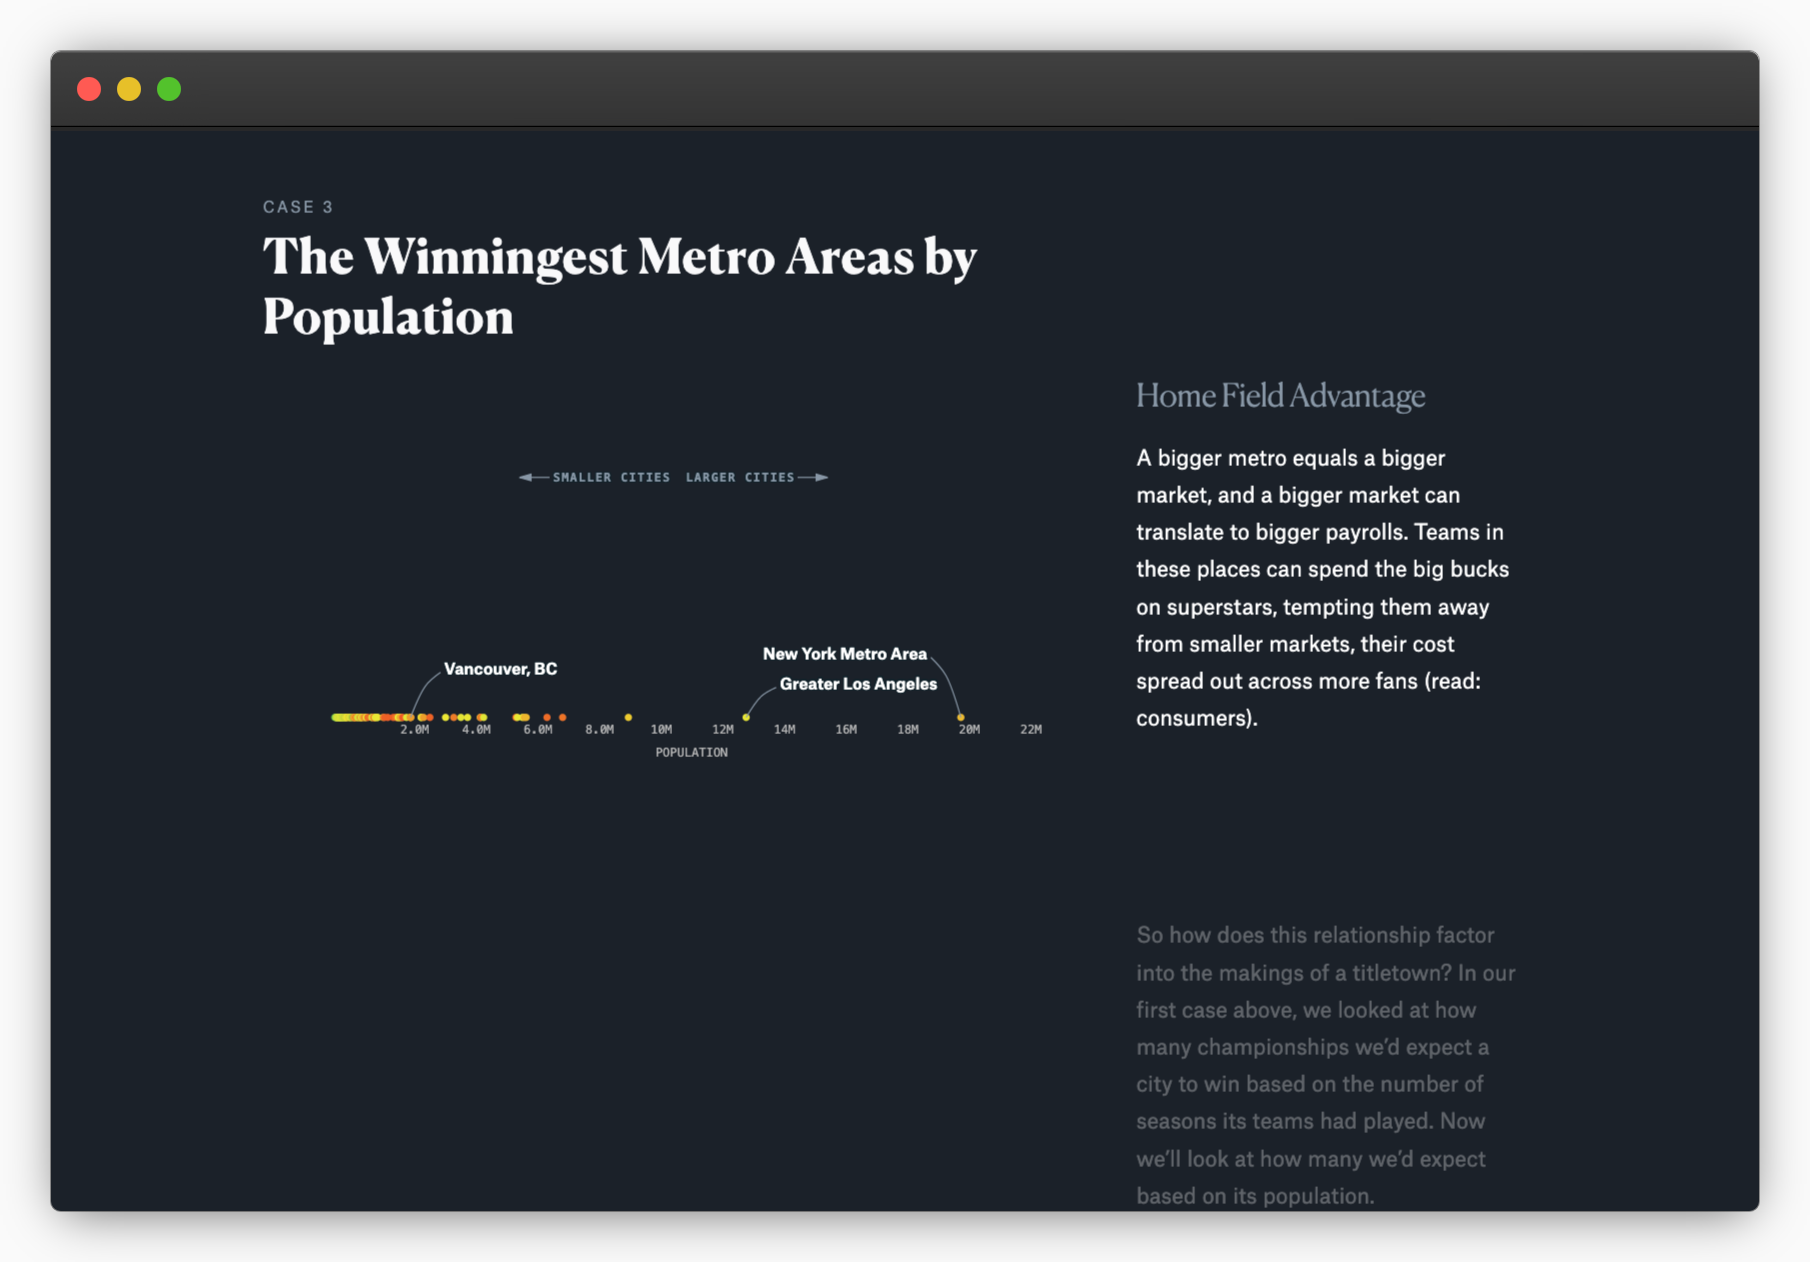 CASE 3
The Winningest Metro Areas by
Population
SMALLER CITIES LARGER CITIES
Vancouver, BC
New York Metro Area
Greater Los Angeles
2.0M 4.0M 6.0M 8.0M 10M 12M 14M 16M 18M 20M 22M
POPULATION
Home Field Advantage
A bigger metro equals a bigger
market, and a bigger market can
translate to bigger payrolls. Teams in
these places can spend the big bucks
on superstars, tempting them away
from smaller markets, their cost
spread out across more fans (read:
consumers).
So how does this relationship factor
into the makings of a titletown? In our
first case above, we looked at how
many championships we’d expect a
city to win based on the number of
seasons its teams had played. Now
we’ll look at how many we’d expect
based on its population.